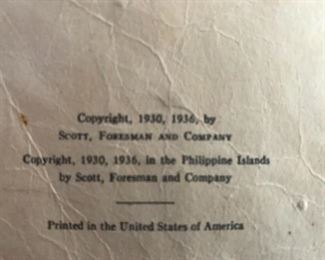 Copyright, 1930, 1936, by
Scott, Foresman and Company
Copyright, 1930, 1936, in the Philippine Islands
by Scott, Foresman and Company
Printed in the United States of America